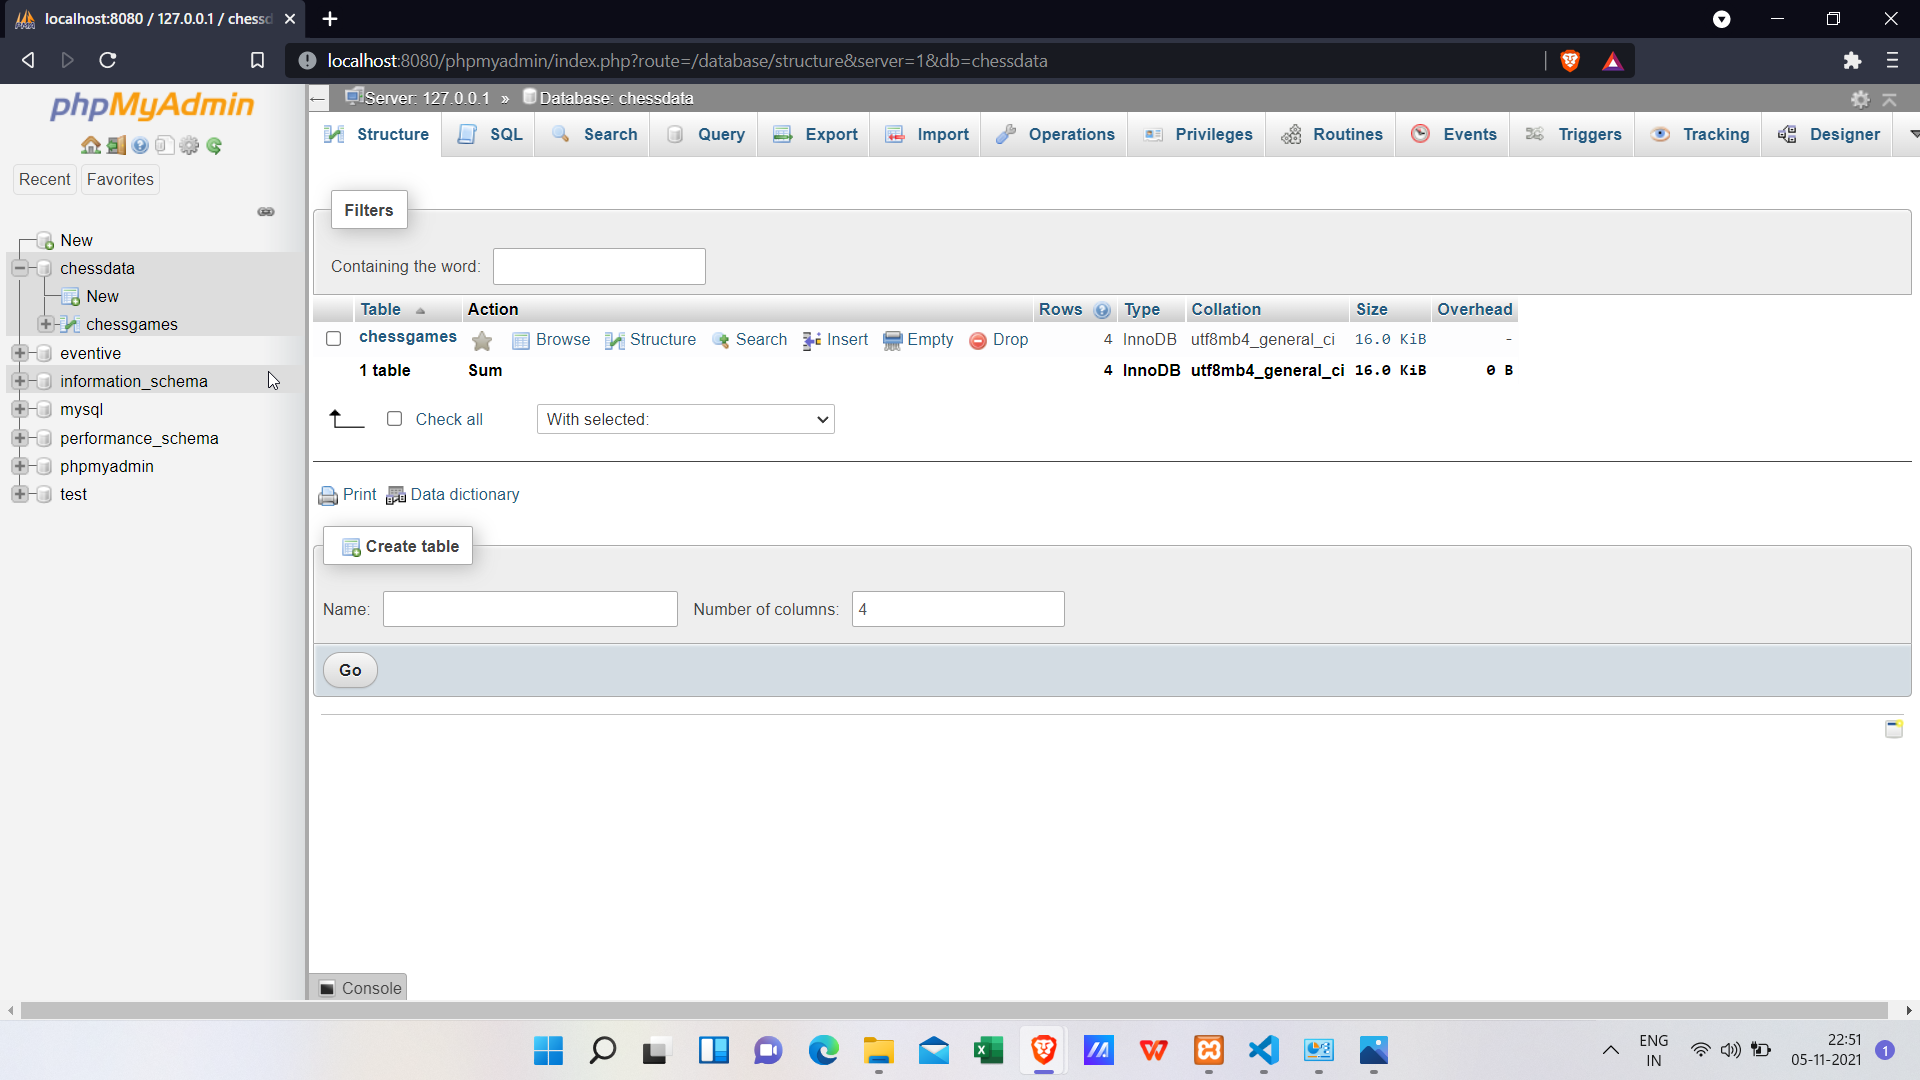 localhost:8080 / 127.0.0.1 / chessd
localhost:8080/phpmyadmin/index.php?route=/database/structure&server=1&db=chessdata
phpMyAdmin
Recent Favorites
New
chessdata
New
chessgames
eventive
information_schema
mysql
performance_schema
phpmyadmin
test
Server: 127.0.0.1 » Database: chessdata
Structure SQL Search Query Export Import Operations Privileges Routines Events Triggers Tracking Designer
Filters
Containing the word:
Table Action Rows Type Collation Size Overhead
chessgames Browse Structure Search Insert Empty Drop 4 InnoDB utf8mb4_general_ci 16.0 KiB -
1 table Sum 4 InnoDB utf8mb4_general_ci 16.0 KiB 0 B
Check all With selected:
Print Data dictionary
Create table
Name: Number of columns: 4
Go
Console
ENG
IN
22:51
05-11-2021
1